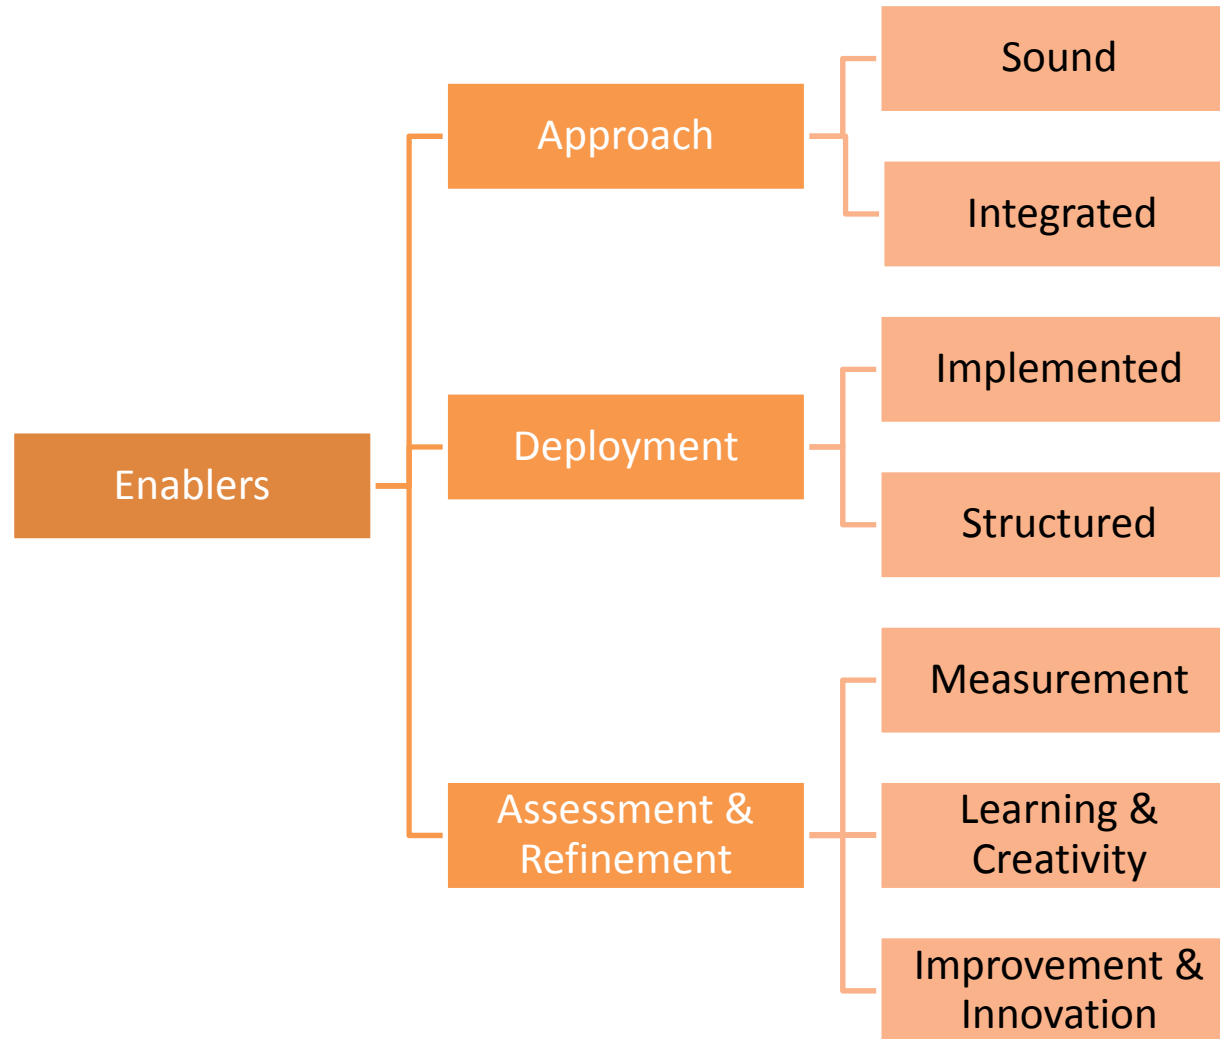 Enablers
Approach
Sound
Integrated
Deployment
Implemented
Structured
Assessment &
Refinement
Measurement
Learning &
Creativity
Improvement &
Innovation